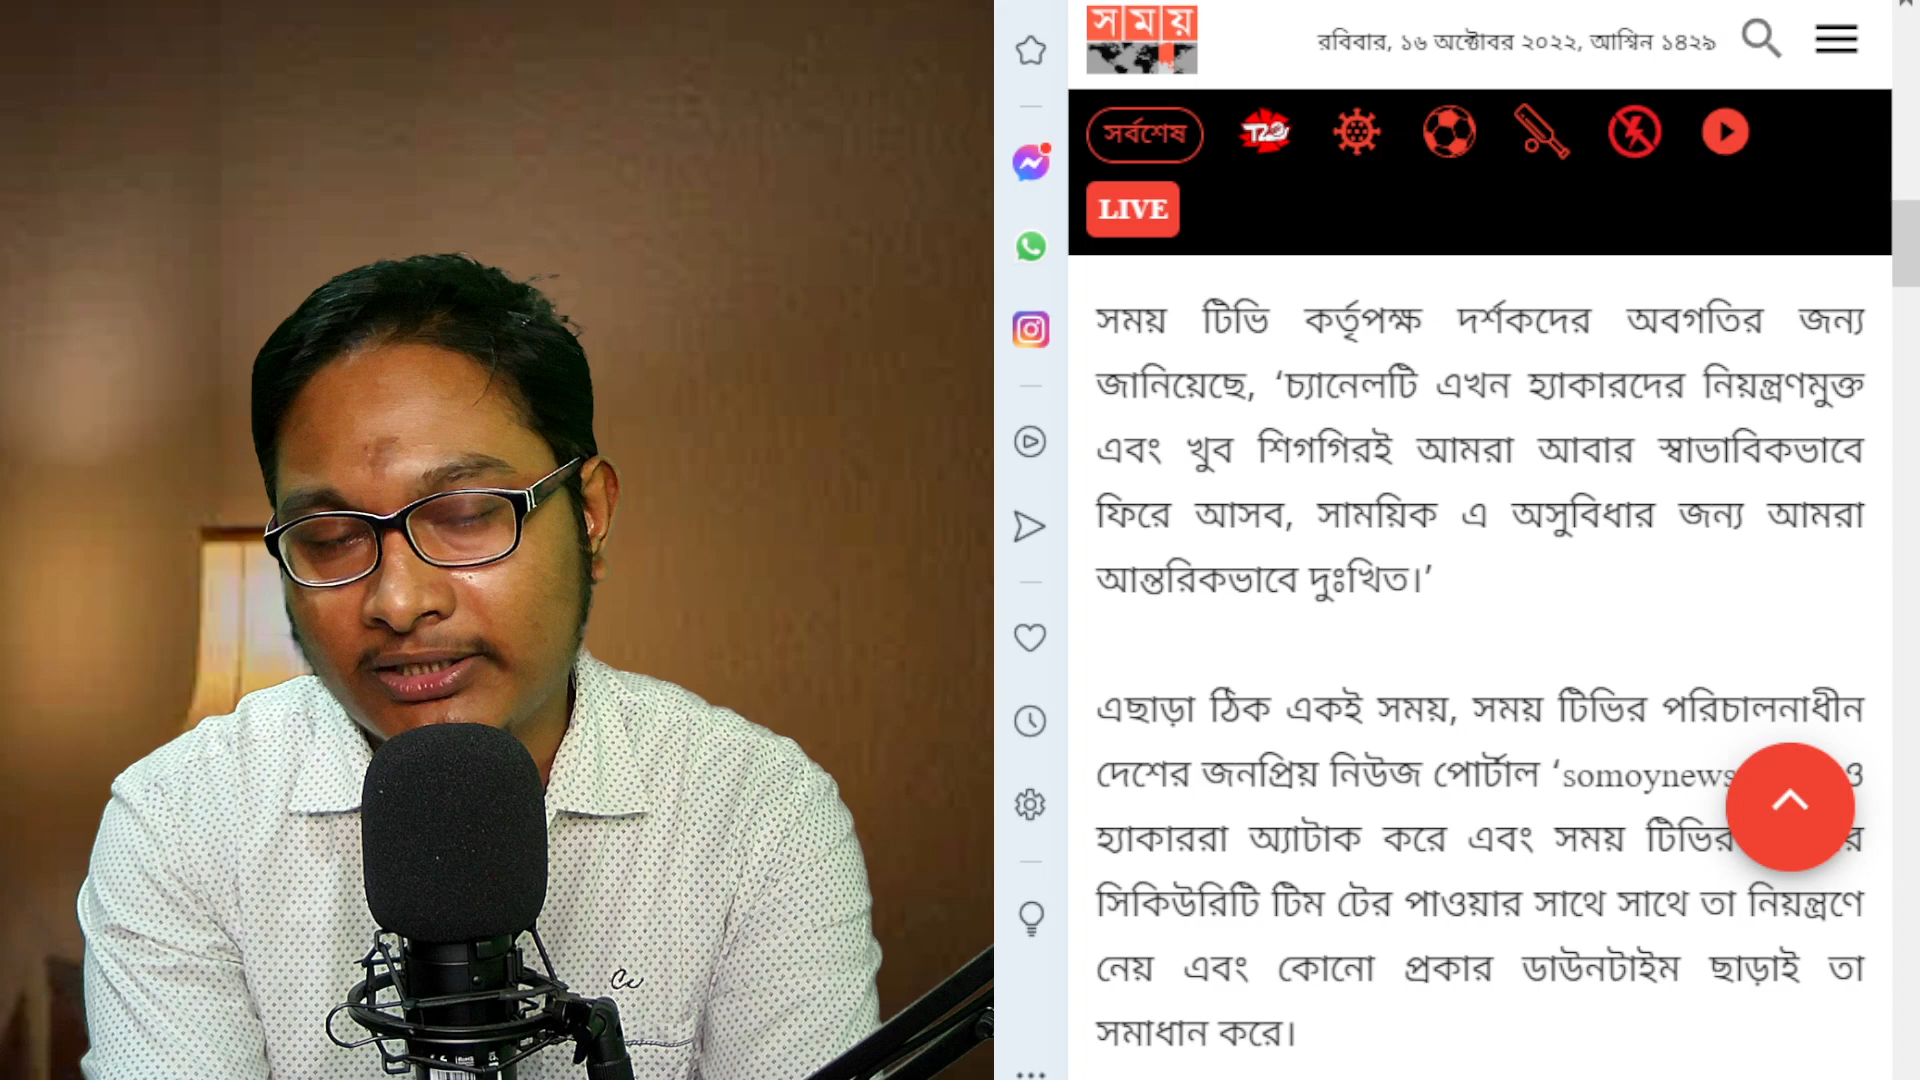 সময়
রবিবার, ১৬ অক্টোবর ২০২২, আশ্বিন ১৪২৯
সর্বশেষ
T20
LIVE
সময় টিভি কর্তৃপক্ষ দর্শকদের অবগতির জন্য
জানিয়েছে, ‘চ্যানেলটি এখন হ্যাকারদের নিয়ন্ত্রণমুক্ত
এবং খুব শিগগিরই আমরা আবার স্বাভাবিকভাবে
ফিরে আসব, সাময়িক এ অসুবিধার জন্য আমরা
আন্তরিকভাবে দুঃখিত।’
এছাড়া ঠিক একই সময়, সময় টিভির পরিচালনাধীন
দেশের জনপ্রিয় নিউজ পোর্টাল ‘somoynews ও
হ্যাকাররা অ্যাটাক করে এবং সময় টিভির
সিকিউরিটি টিম টের পাওয়ার সাথে সাথে তা নিয়ন্ত্রণে
নেয় এবং কোনো প্রকার ডাউনটাইম ছাড়াই তা
সমাধান করে।